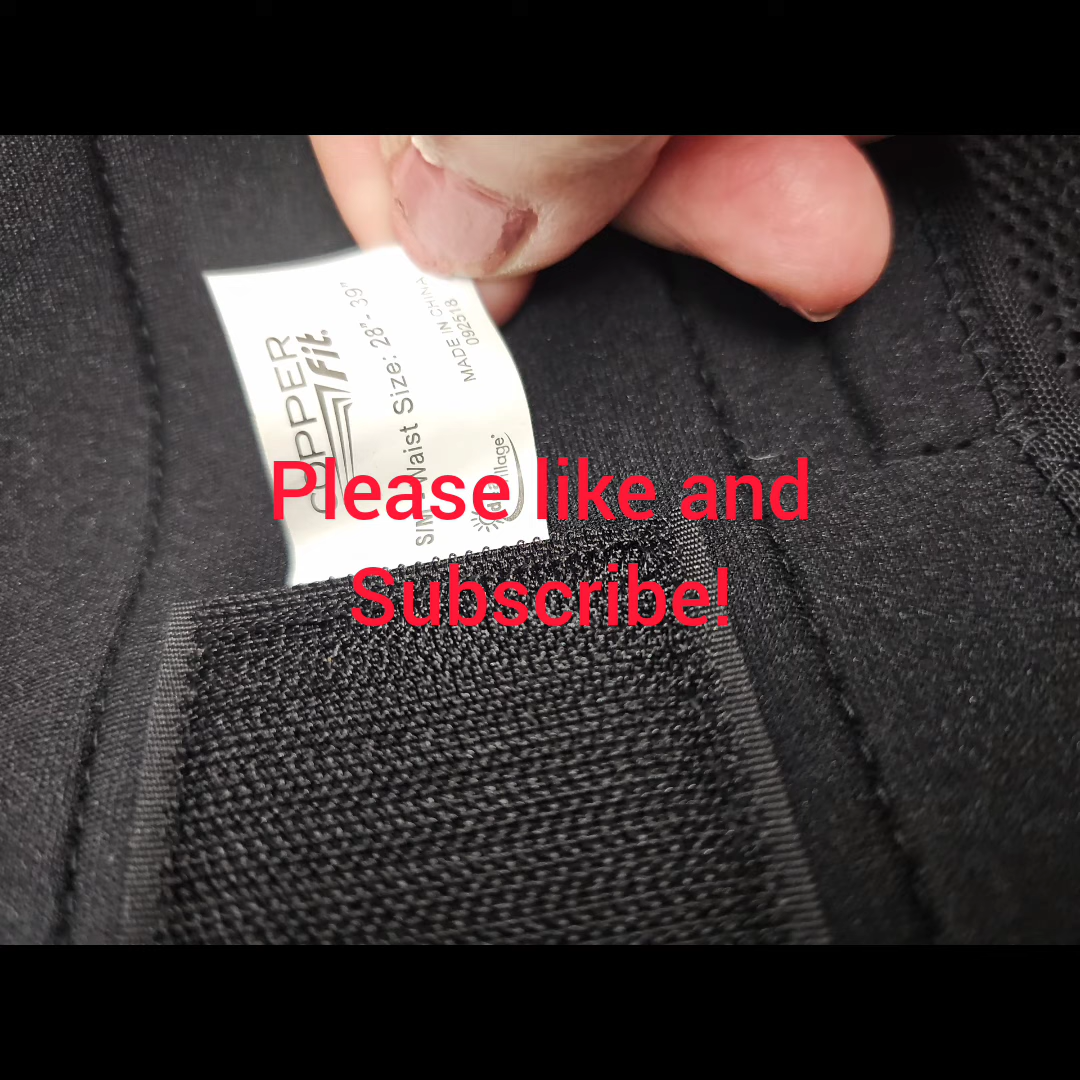 COPPER
Fit.
S/M - Waist Size: 28" - 39"
MADE IN CHINA
092518
Please like and
Subscribe!